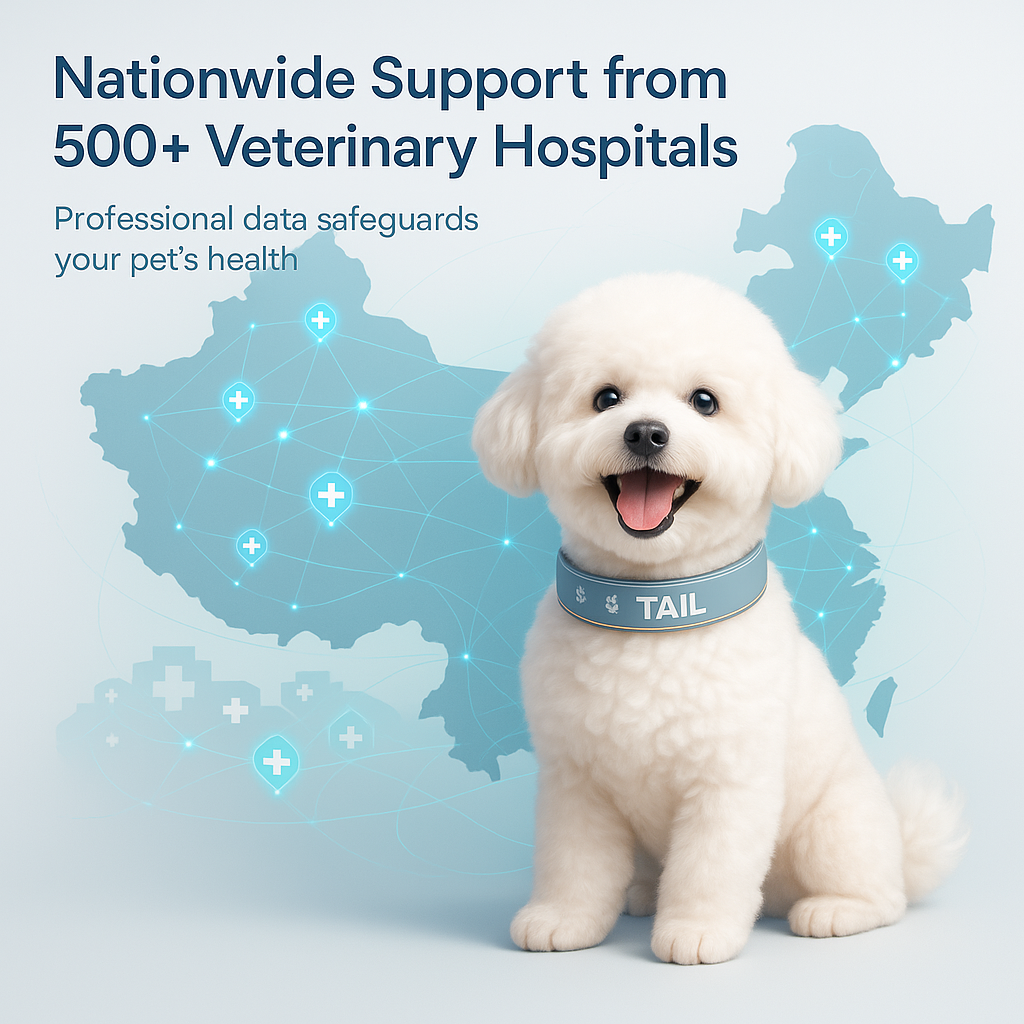 Nationwide Support from
500+ Veterinary Hospitals
Professional data safeguards
your pet's health
TAIL